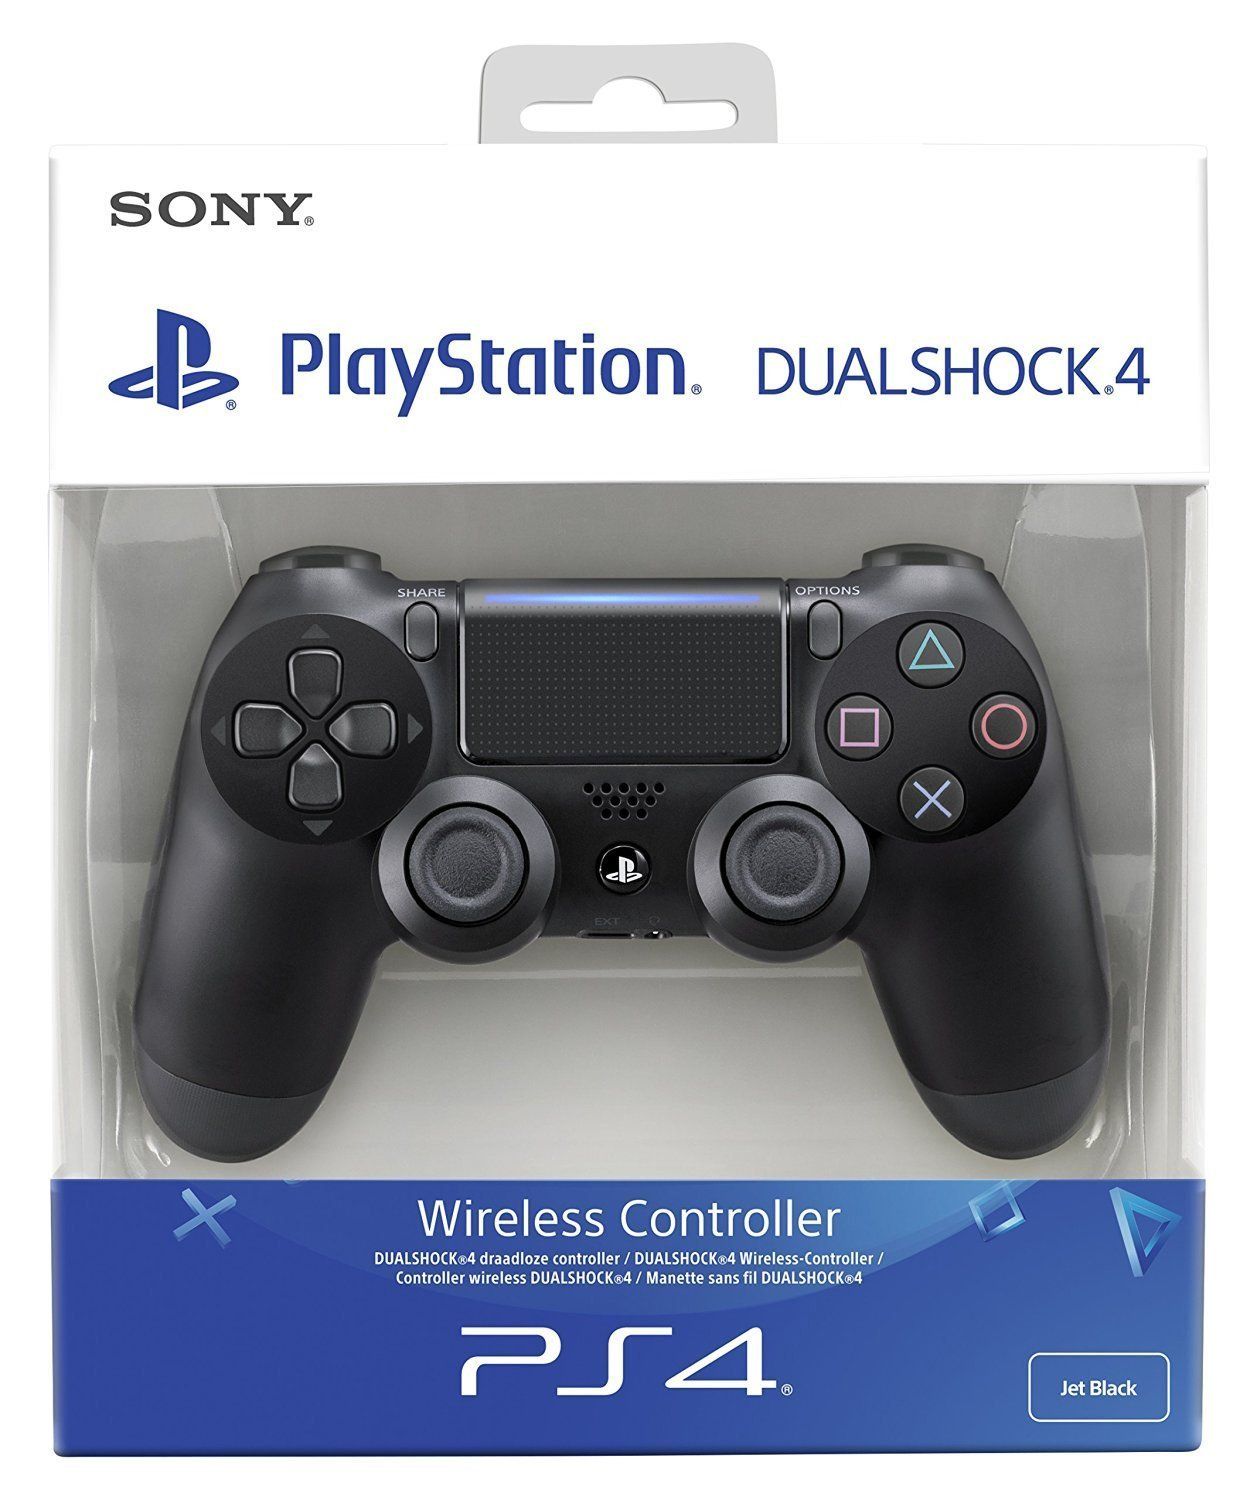 SONY®
PlayStation® DUALSHOCK®4
SHARE
OPTIONS
EXT
Wireless Controller
DUALSHOCK®4 draadloze controller / DUALSHOCK®4 Wireless-Controller /
Controller wireless DUALSHOCK®4 / Manette sans fil DUALSHOCK®4
PS4®
Jet Black